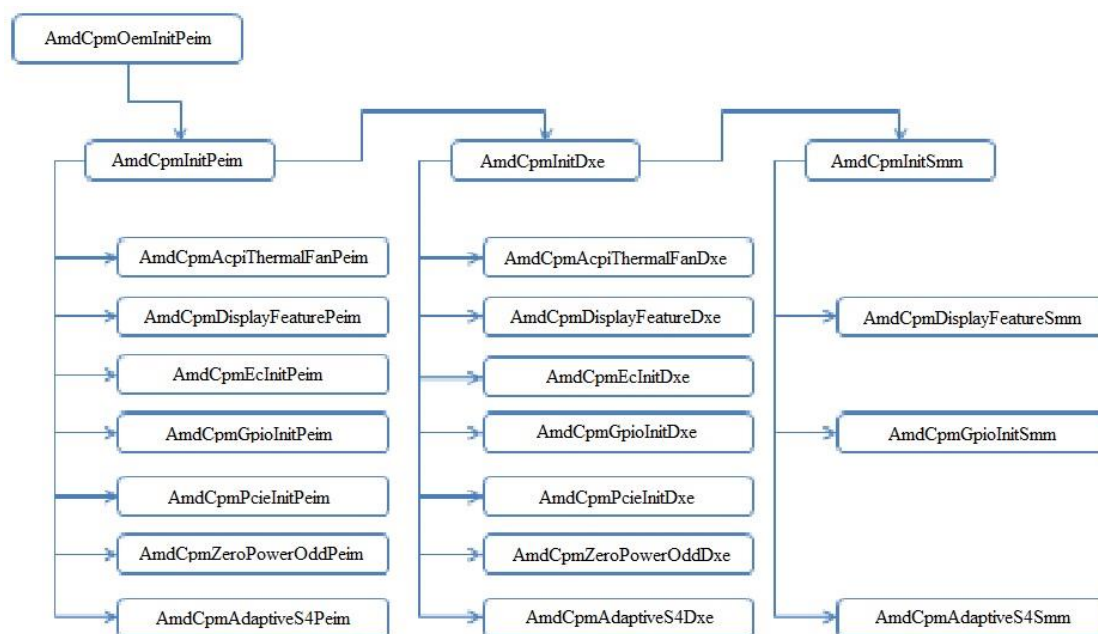 AmdCpmOemInitPeim
AmdCpmInitPeim
AmdCpmInitDxe
AmdCpmInitSmm
AmdCpmAcpiThermalFanPeim
AmdCpmAcpiThermalFanDxe
AmdCpmDisplayFeaturePeim
AmdCpmDisplayFeatureDxe
AmdCpmDisplayFeatureSmm
AmdCpmEcInitPeim
AmdCpmEcInitDxe
AmdCpmGpioInitPeim
AmdCpmGpioInitDxe
AmdCpmGpioInitSmm
AmdCpmPcieInitPeim
AmdCpmPcieInitDxe
AmdCpmZeroPowerOddPeim
AmdCpmZeroPowerOddDxe
AmdCpmAdaptiveS4Peim
AmdCpmAdaptiveS4Dxe
AmdCpmAdaptiveS4Smm